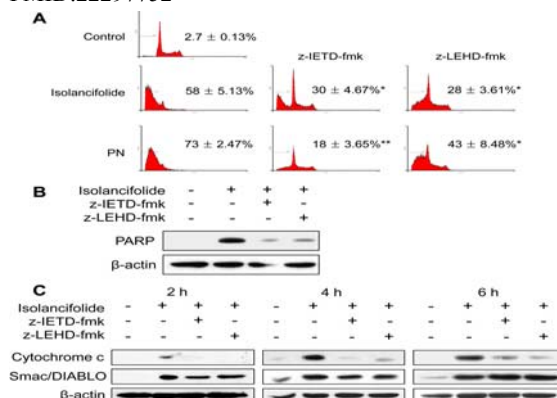 PMID:22297752
A
Control 2.7 ± 0.13%
z-IETD-fmk z-LEHD-fmk
Isolancifolide 58 ± 5.13% 30 ± 4.67%* 28 ± 3.61%*
PN 73 ± 2.47% 18 ± 3.65%** 43 ± 8.48%*
B
Isolancifolide - + + +
z-IETD-fmk - - + -
z-LEHD-fmk - - - +
PARP
β-actin
C 2 h 4 h 6 h
Isolancifolide - + + + - + + + - + + +
z-IETD-fmk - - + - - - + - - - + -
z-LEHD-fmk - - - + - - - + - - - +
Cytochrome c
Smac/DIABLO
β-actin